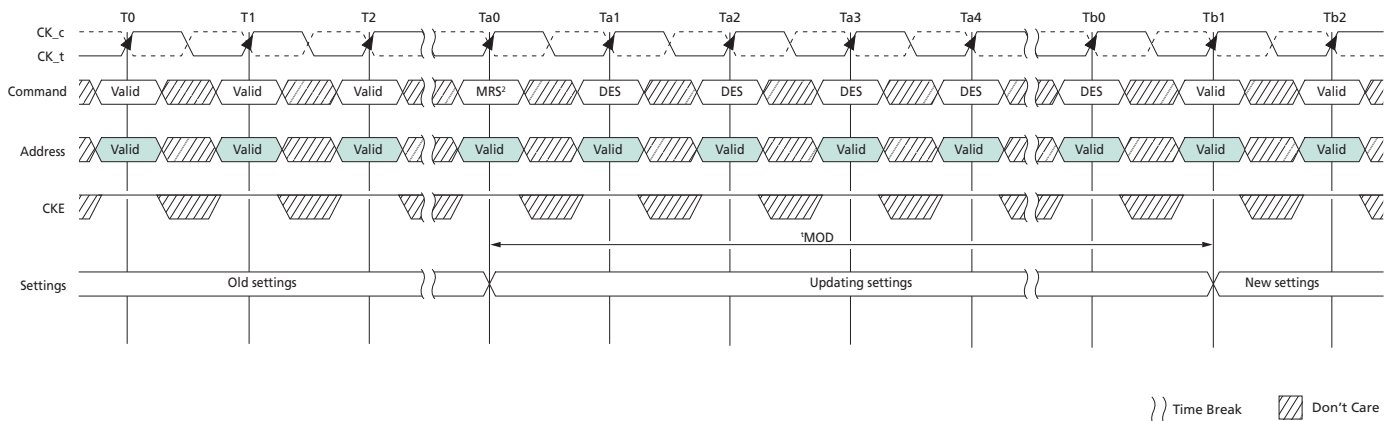 T0 T1 T2 Ta0 Ta1 Ta2 Ta3 Ta4 Tb0 Tb1 Tb2
CK_c
CK_t
Command Valid Valid Valid MRS² DES DES DES DES DES Valid Valid
Address Valid Valid Valid Valid Valid Valid Valid Valid Valid Valid Valid
CKE
ᵗMOD
Settings Old settings Updating settings New settings
Time Break Don't Care